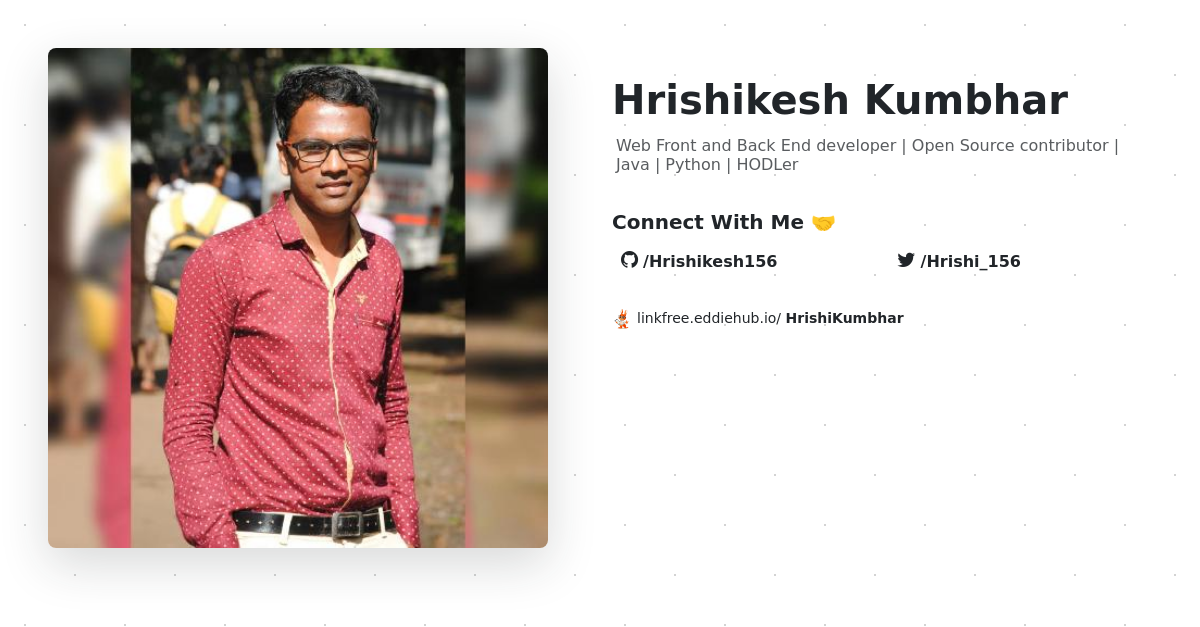 Hrishikesh Kumbhar
Web Front and Back End developer | Open Source contributor |
Java | Python | HODLer
Connect With Me 🤝
/Hrishikesh156
/Hrishi_156
linkfree.eddiehub.io/ HrishiKumbhar